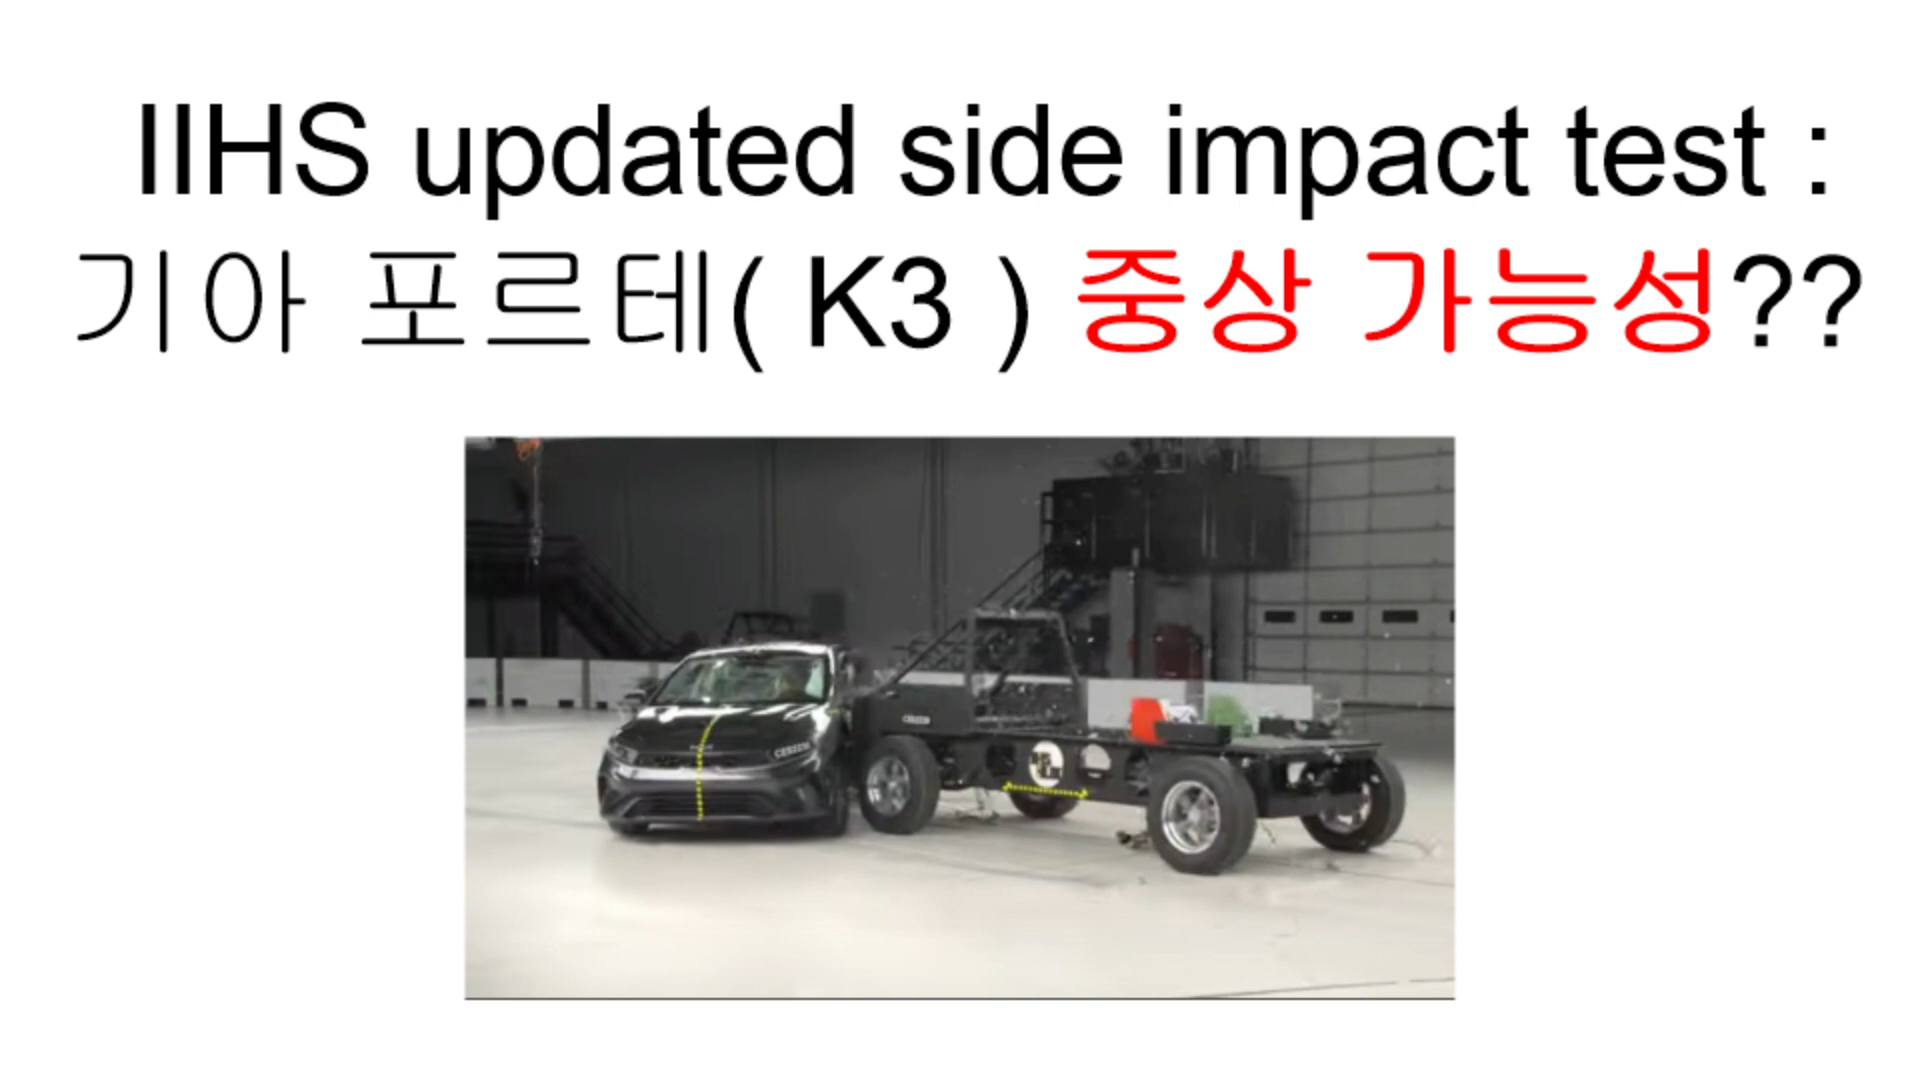 IIHS updated side impact test :
기아 포르테( K3 ) 중상 가능성??